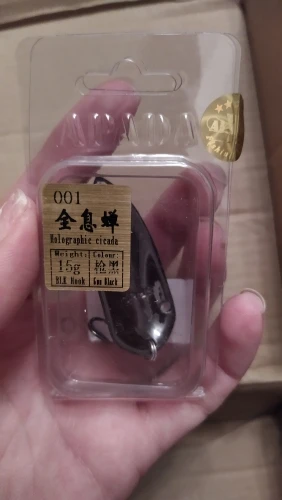 001
全息蝉
Holographic cicada
Weight: Colour:
15g 枪黑
BLK Hook Gun Black